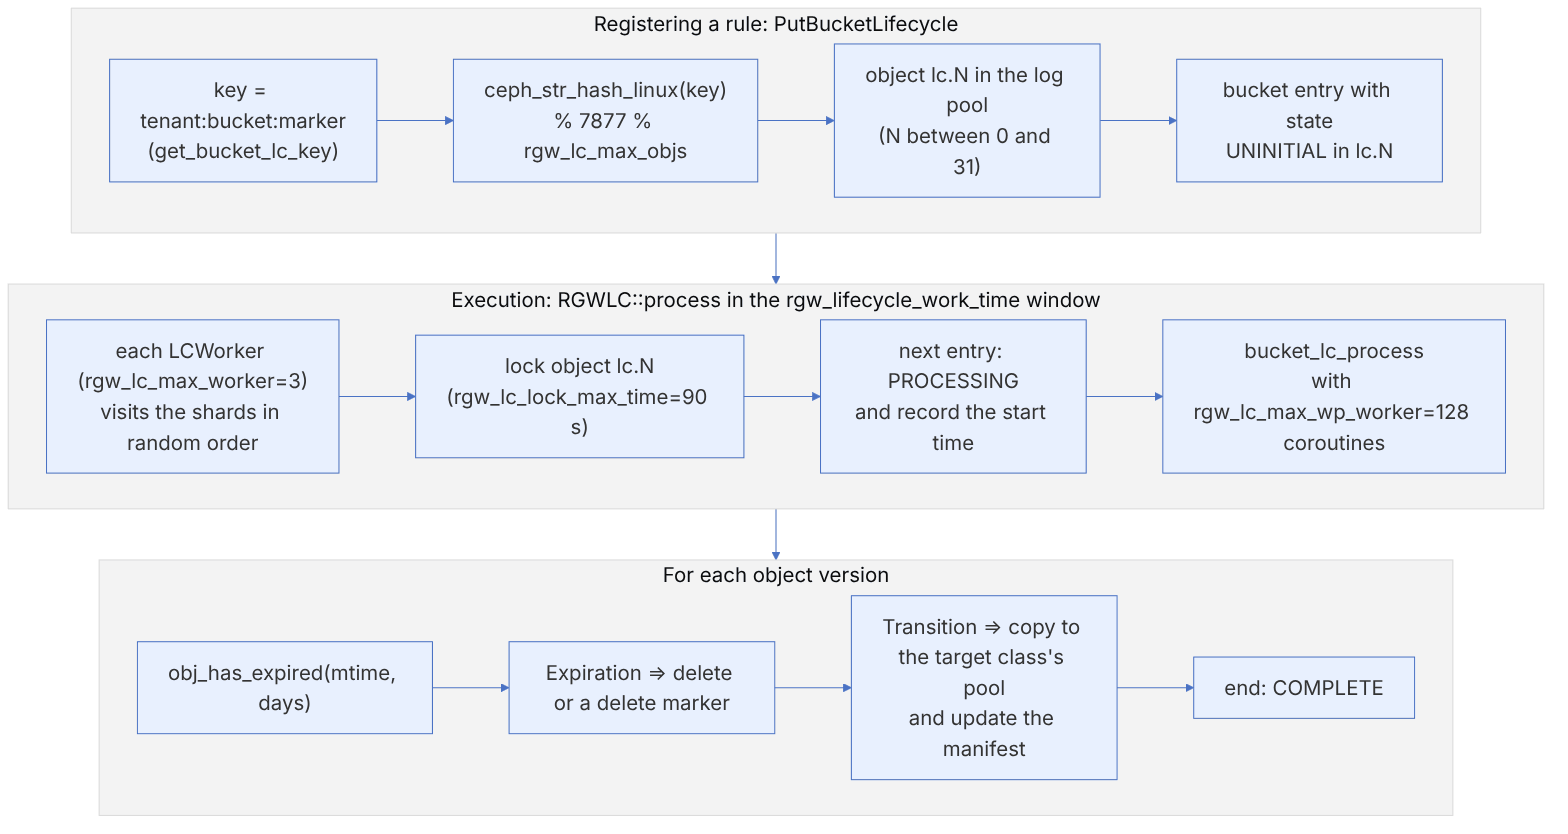 Registering a rule: PutBucketLifecycle
key =
tenant:bucket:marker
(get_bucket_lc_key)
ceph_str_hash_linux(key)
% 7877 %
rgw_lc_max_objs
object lc.N in the log
pool
(N between 0 and
31)
bucket entry with
state
UNINITIAL in lc.N
Execution: RGWLC::process in the rgw_lifecycle_work_time window
each LCWorker
(rgw_lc_max_worker=3)
visits the shards in
random order
lock object lc.N
(rgw_lc_lock_max_time=90
s)
next entry:
PROCESSING
and record the start
time
bucket_lc_process
with
rgw_lc_max_wp_worker=128
coroutines
For each object version
obj_has_expired(mtime,
days)
Expiration ⇒ delete
or a delete marker
Transition ⇒ copy to
the target class's
pool
and update the
manifest
end: COMPLETE